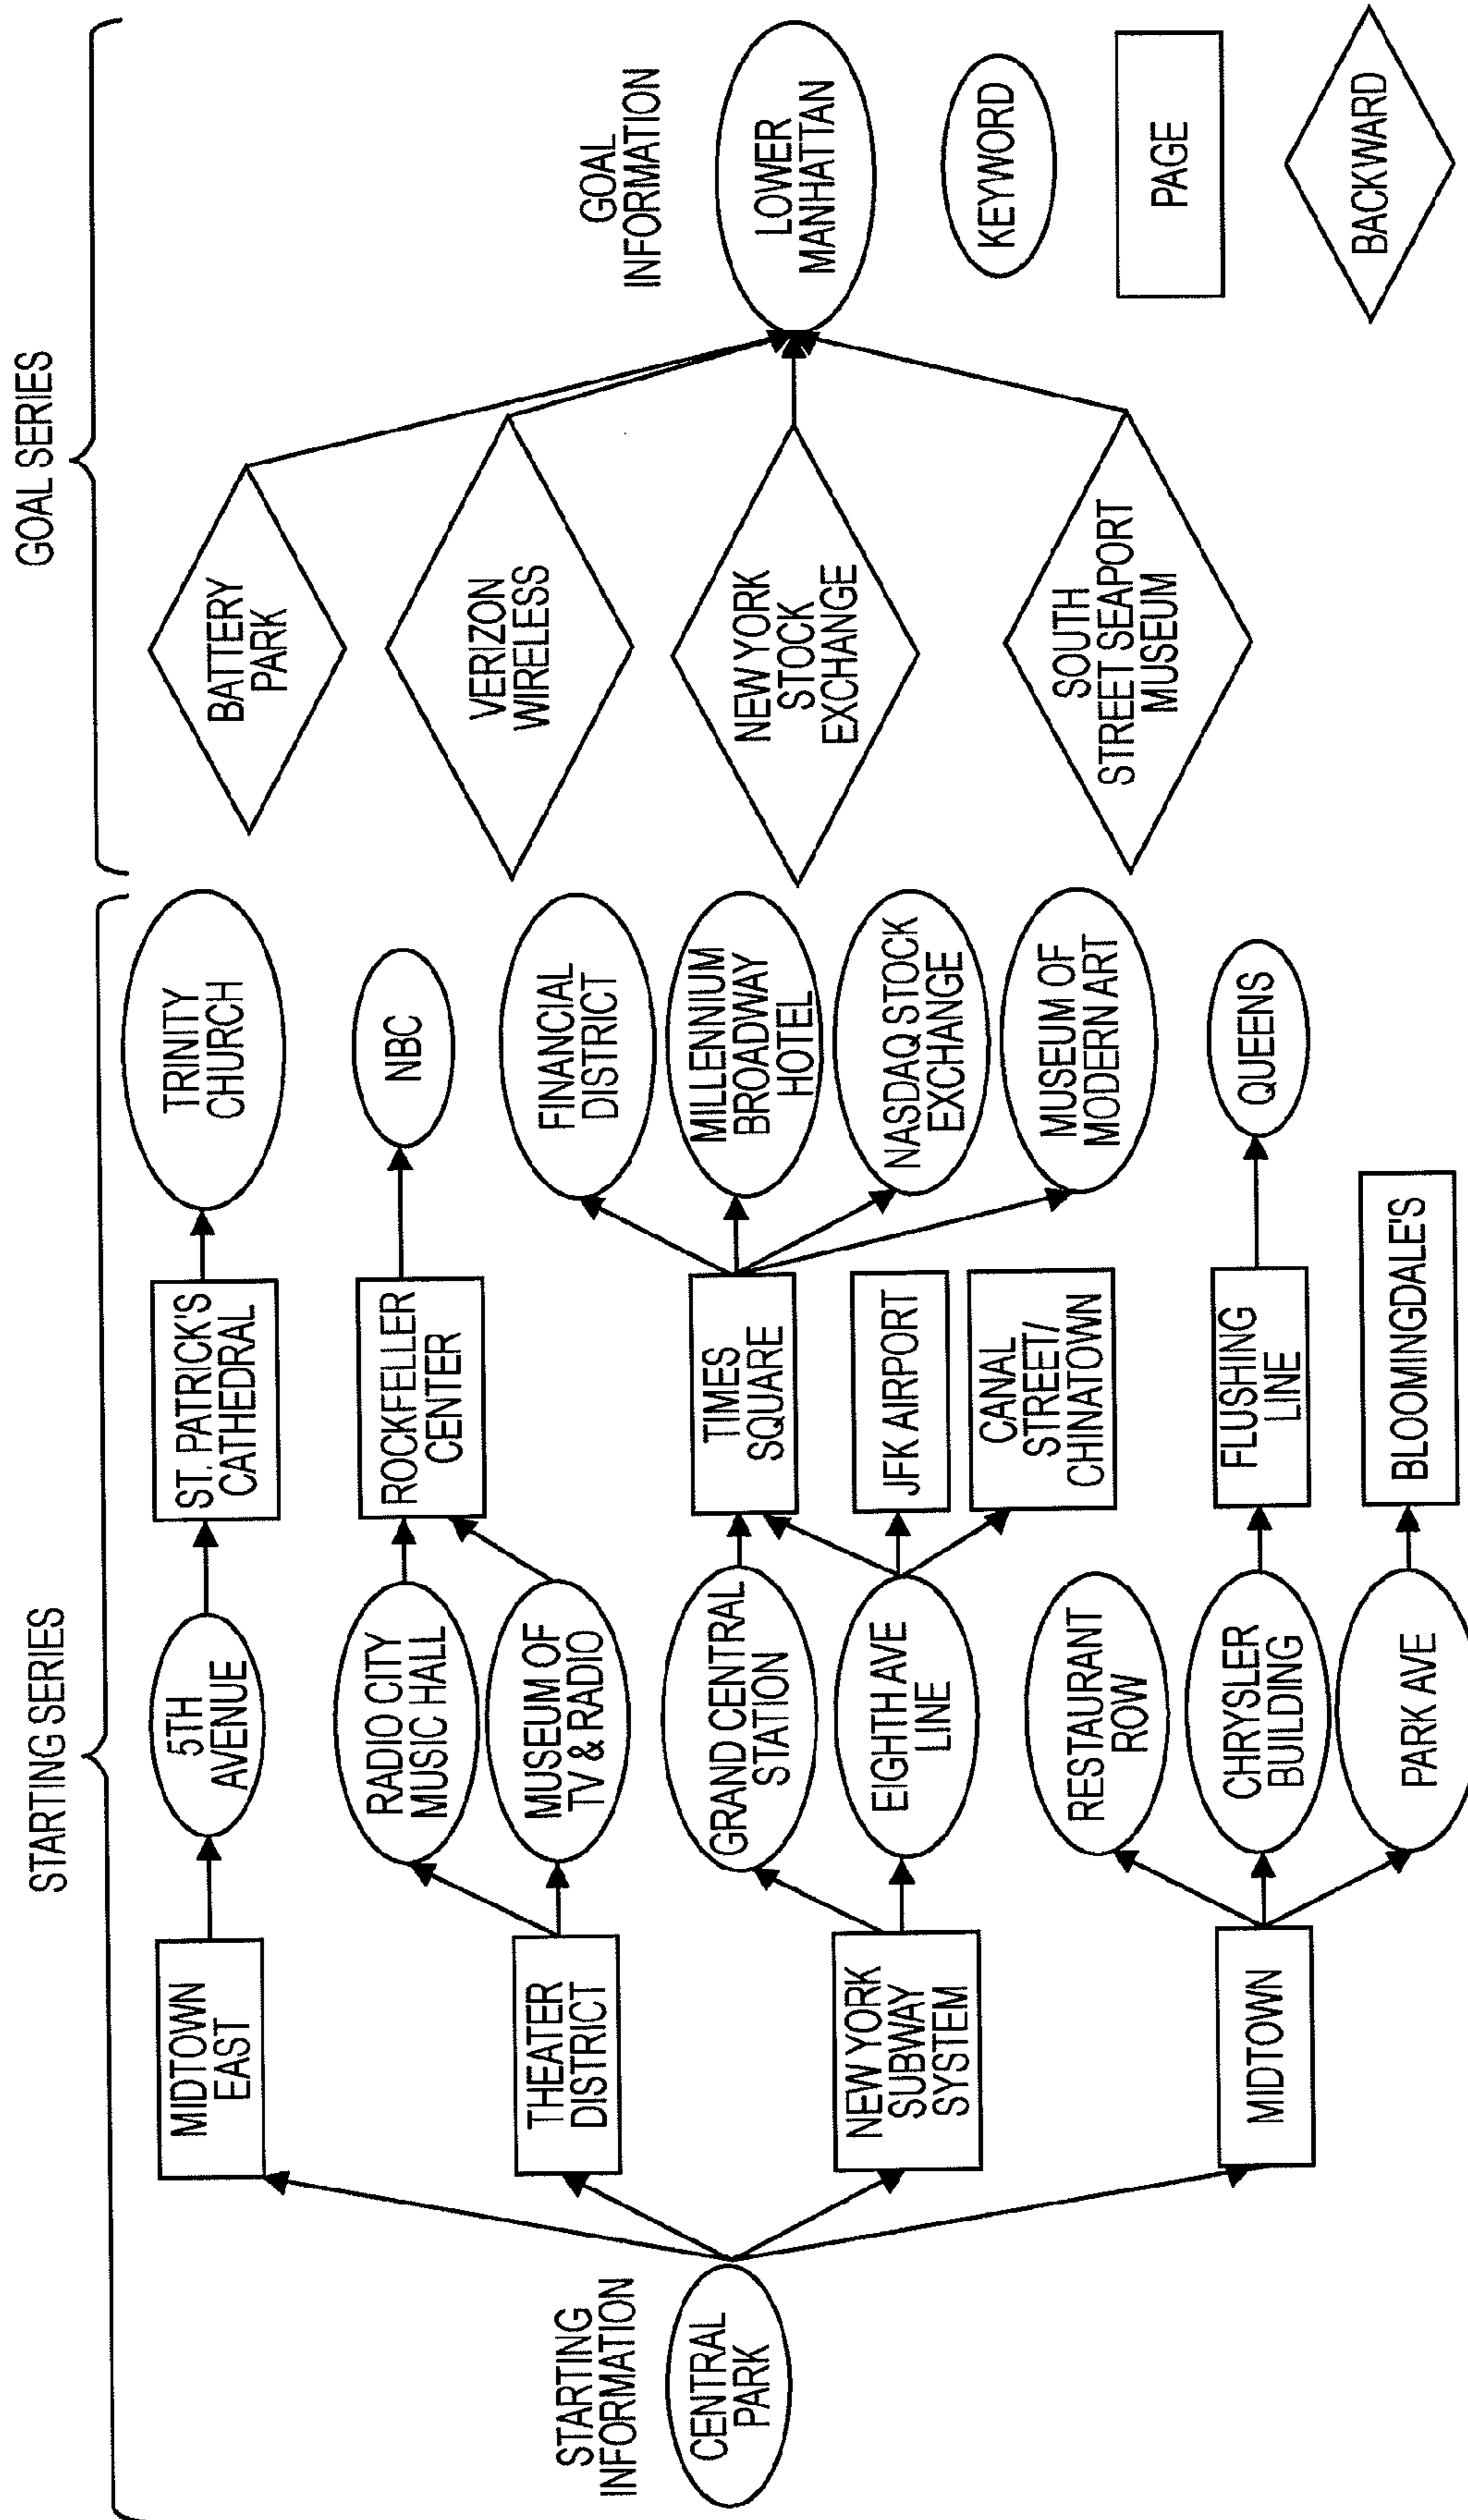 STARTING SERIES
GOAL SERIES
STARTING
INFORMATION
CENTRAL
PARK
MIDTOWN
EAST
THEATER
DISTRICT
NEW YORK
SUBWAY
SYSTEM
MIDTOWN
5TH
AVENUE
RADIO CITY
MUSIC HALL
MUSEUM OF
TV & RADIO
GRAND CENTRAL
STATION
EIGHTH AVE
LINE
RESTAURANT
ROW
CHRYSLER
BUILDING
PARK AVE
ST. PATRICK'S
CATHEDRAL
ROCKFELLER
CENTER
TIMES
SQUARE
JFK AIRPORT
CANAL
STREET/
CHINATOWN
FLUSHING
LINE
BLOOMINGDALE'S
TRINITY
CHURCH
NBC
FINANCIAL
DISTRICT
MILLENNIUM
BROADWAY
HOTEL
NASDAQ STOCK
EXCHANGE
MUSEUM OF
MODERN ART
QUEENS
BATTERY
PARK
VERIZON
WIRELESS
NEW YORK
STOCK
EXCHANGE
SOUTH
STREET SEAPORT
MUSEUM
GOAL
INFORMATION
LOWER
MANHATTAN
KEYWORD
PAGE
BACKWARD